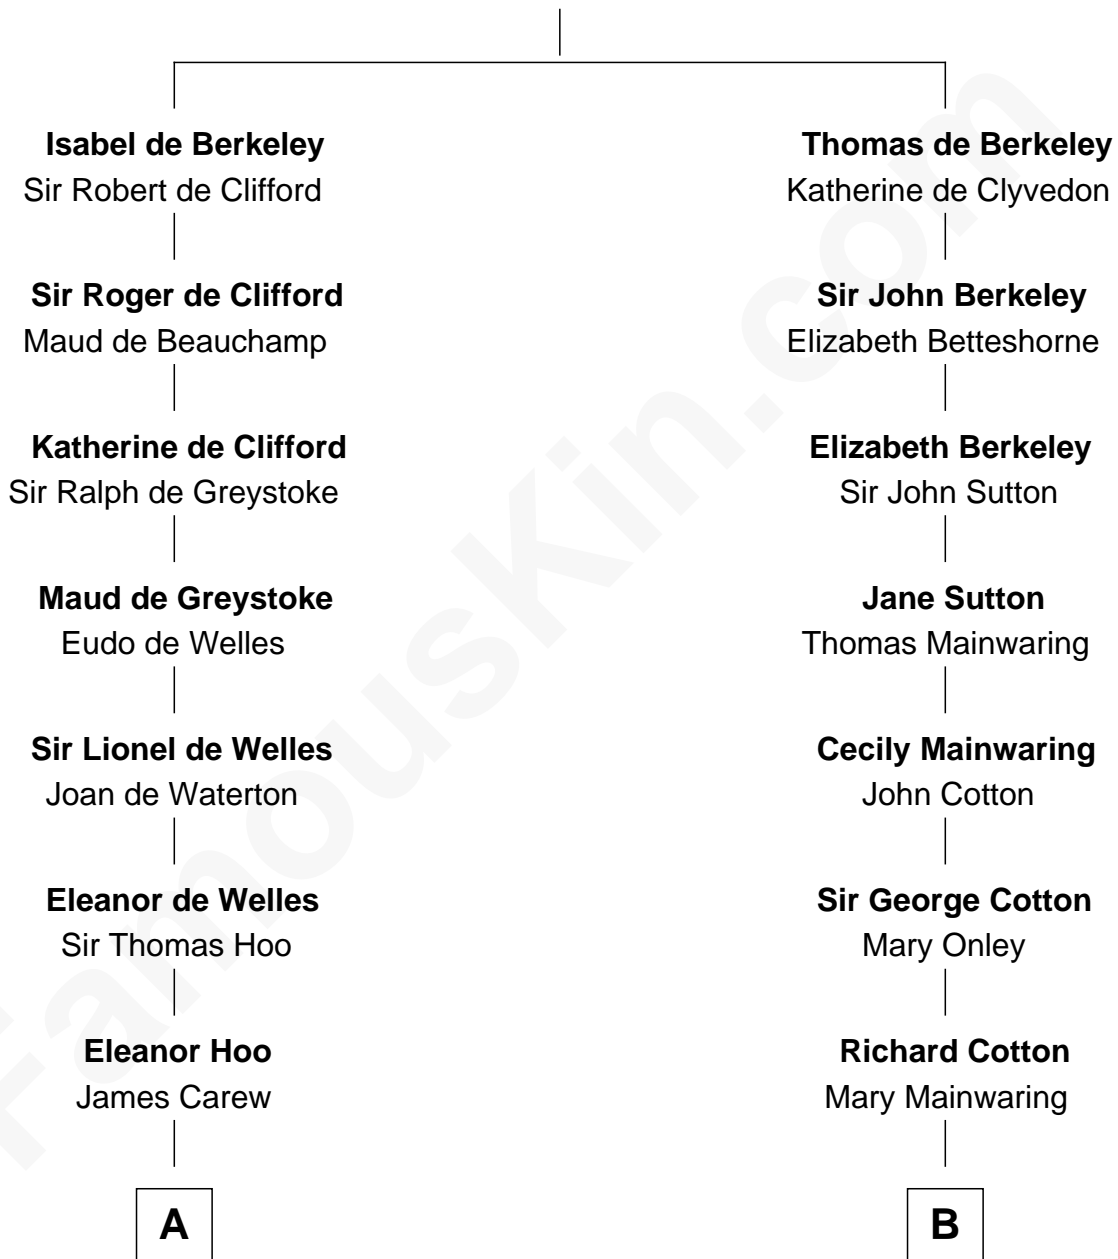 Isabel de Berkeley
Sir Robert de Clifford
Sir Roger de Clifford
Maud de Beauchamp
Katherine de Clifford
Sir Ralph de Greystoke
Maud de Greystoke
Eudo de Welles
Sir Lionel de Welles
Joan de Waterton
Eleanor de Welles
Sir Thomas Hoo
Eleanor Hoo
James Carew
A
Thomas de Berkeley
Katherine de Clyvedon
Sir John Berkeley
Elizabeth Betteshorne
Elizabeth Berkeley
Sir John Sutton
Jane Sutton
Thomas Mainwaring
Cecily Mainwaring
John Cotton
Sir George Cotton
Mary Onley
Richard Cotton
Mary Mainwaring
B
FamousKin.com